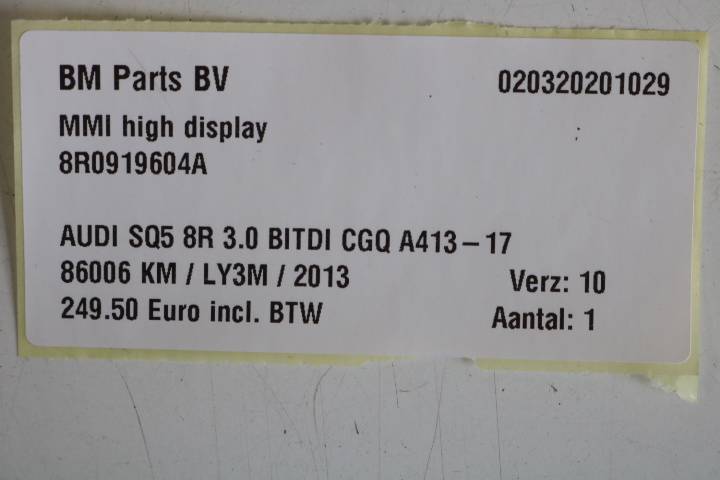 BM Parts BV 020320201029
MMI high display
8R0919604A
AUDI SQ5 8R 3.0 BITDI CGQ A413-17
86006 KM / LY3M / 2013 Verz: 10
249.50 Euro incl. BTW Aantal: 1